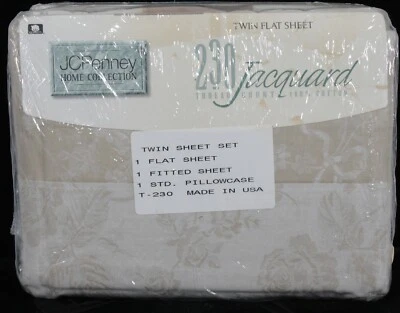 TWIN FLAT SHEET
JCPenney
HOME COLLECTION
230 Jacquard
THREAD COUNT 100% COTTON
TWIN SHEET SET
1 FLAT SHEET
1 FITTED SHEET
1 STD. PILLOWCASE
T-230 MADE IN USA